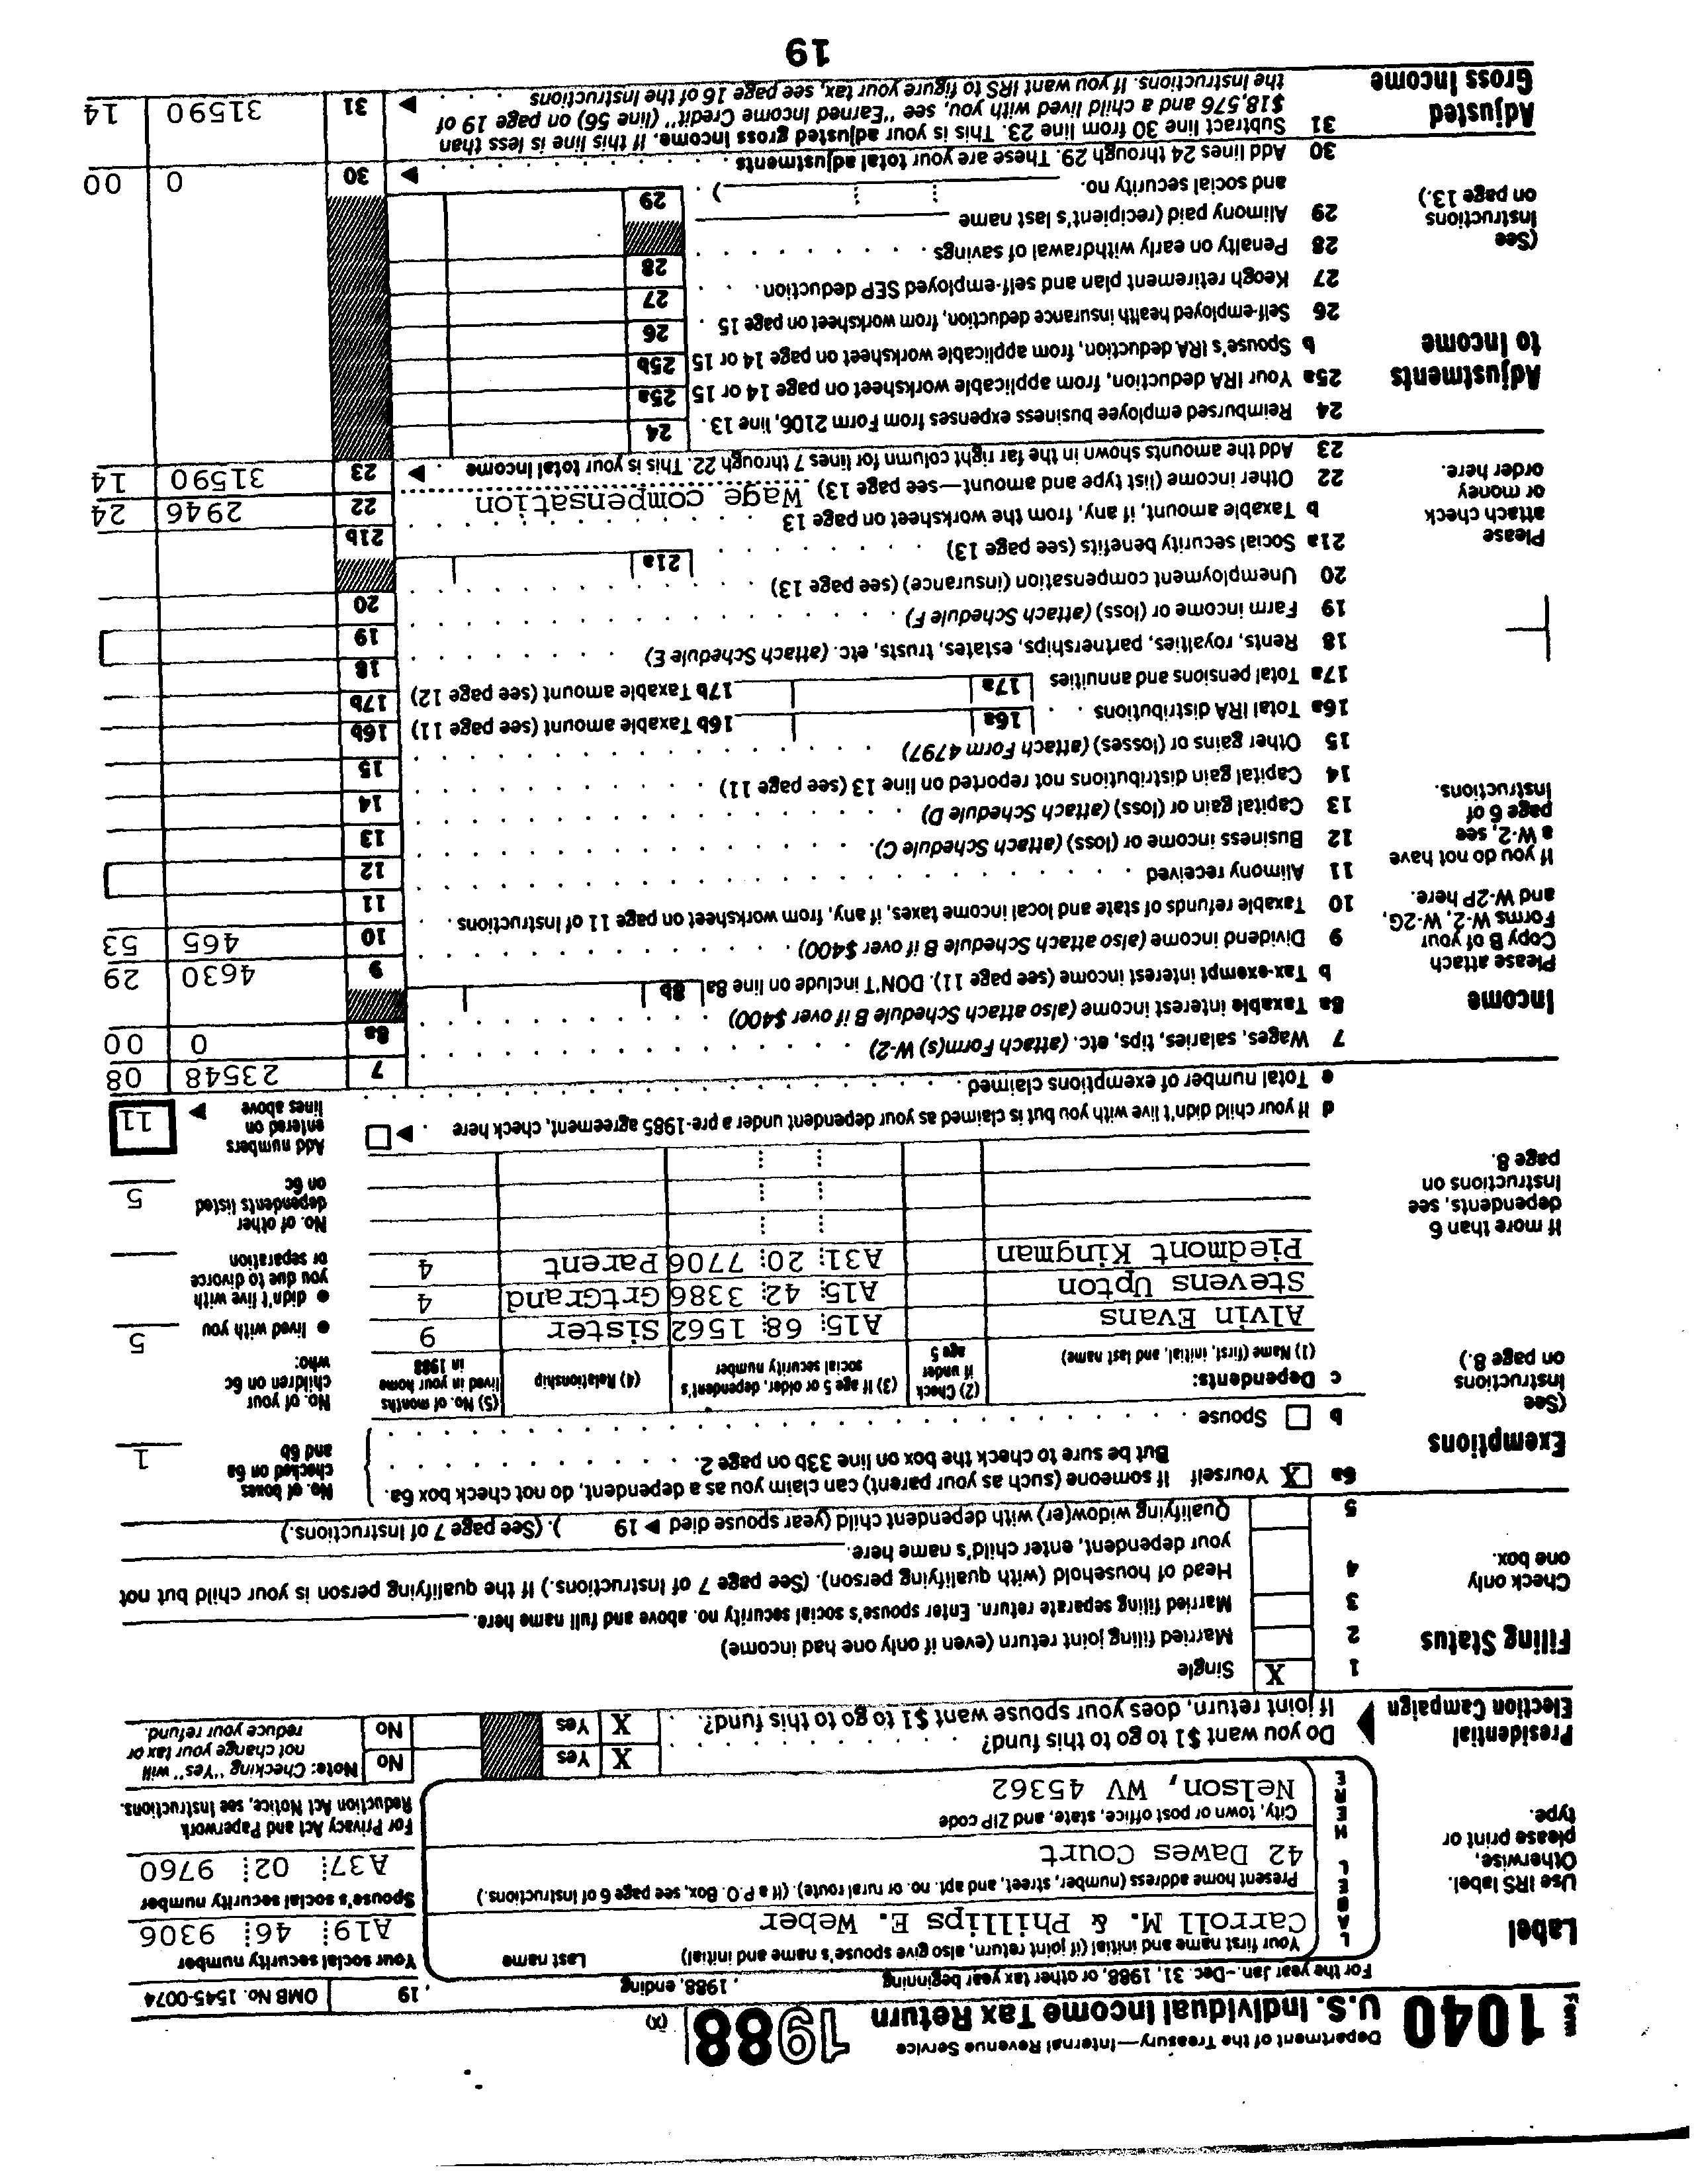 Form 1040 Department of the Treasury—Internal Revenue Service
U.S. Individual Income Tax Return 1988 (X)
For the year Jan.-Dec. 31, 1988, or other tax year beginning , 1988, ending , 19 OMB No. 1545-0074
Label
Use IRS label. Otherwise, please print or type.
LABEL HERE
Your first name and initial (if joint return, also give spouse's name and initial) Last name
Carroll M. & Phillips E. Weber
Your social security number
A19 46 9306
Present home address (number, street, and apt. no. or rural route). (If a P.O. Box, see page 6 of Instructions.)
42 Dawes Court
Spouse's social security number
A37 02 9760
City, town or post office, state, and ZIP code
Nelson, WV 45362
For Privacy Act and Paperwork Reduction Act Notice, see Instructions.
Presidential Election Campaign
Do you want $1 to go to this fund? X Yes No
If joint return, does your spouse want $1 to go to this fund? X Yes No
Note: Checking "Yes" will not change your tax or reduce your refund.
Filing Status
Check only one box.
1 X Single
2 Married filing joint return (even if only one had income)
3 Married filing separate return. Enter spouse's social security no. above and full name here.
4 Head of household (with qualifying person). (See page 7 of Instructions.) If the qualifying person is your child but not
your dependent, enter child's name here.
5 Qualifying widow(er) with dependent child (year spouse died ▶ 19 ). (See page 7 of Instructions.)
Exemptions
(See Instructions on page 8.)
6a X Yourself If someone (such as your parent) can claim you as a dependent, do not check box 6a.
But be sure to check the box on line 33b on page 2.
b Spouse
No. of boxes checked on 6a and 6b 1
c Dependents:
(1) Name (first, initial, and last name)
(2) Check if under age 5
(3) If age 5 or older, dependent's social security number
(4) Relationship
(5) No. of months lived in your home in 1988
Alvin Evans A15 68 1562 Sister 9
Stevens Upton A15 42 3386 GrtGrand 4
Piedmont Kingman A31 20 7706 Parent 4
No. of your children on 6c who:
● lived with you 5
● didn't live with you due to divorce or separation
No. of other dependents listed on 6c 5
If more than 6 dependents, see Instructions on page 8.
d If your child didn't live with you but is claimed as your dependent under a pre-1985 agreement, check here ▶
e Total number of exemptions claimed
Add numbers entered on lines above ▶ 11
Income
Please attach Copy B of your Forms W-2, W-2G, and W-2P here.
If you do not have a W-2, see page 6 of Instructions.
7 Wages, salaries, tips, etc. (attach Form(s) W-2) 7 23548 08
8a Taxable interest income (also attach Schedule B if over $400) 8a 0 00
b Tax-exempt interest income (see page 11). DON'T include on line 8a 8b
9 Dividend income (also attach Schedule B if over $400) 9 4630 29
10 Taxable refunds of state and local income taxes, if any, from worksheet on page 11 of Instructions 10 465 53
11 Alimony received 11
12 Business income or (loss) (attach Schedule C) 12
13 Capital gain or (loss) (attach Schedule D) 13
14 Capital gain distributions not reported on line 13 (see page 11) 14
15 Other gains or (losses) (attach Form 4797) 15
16a Total IRA distributions 16a 16b Taxable amount (see page 11) 16b
17a Total pensions and annuities 17a 17b Taxable amount (see page 12) 17b
18 Rents, royalties, partnerships, estates, trusts, etc. (attach Schedule E) 18
19 Farm income or (loss) (attach Schedule F) 19
20 Unemployment compensation (insurance) (see page 13) 20
21a Social security benefits (see page 13) 21a
b Taxable amount, if any, from the worksheet on page 13 21b
22 Other income (list type and amount—see page 13) Wage compensation 22 2946 24
23 Add the amounts shown in the far right column for lines 7 through 22. This is your total income ▶ 23 31590 14
Please attach check or money order here.
Adjustments to Income
(See Instructions on page 13.)
24 Reimbursed employee business expenses from Form 2106, line 13 24
25a Your IRA deduction, from applicable worksheet on page 14 or 15 25a
b Spouse's IRA deduction, from applicable worksheet on page 14 or 15 25b
26 Self-employed health insurance deduction, from worksheet on page 15 26
27 Keogh retirement plan and self-employed SEP deduction 27
28 Penalty on early withdrawal of savings 28
29 Alimony paid (recipient's last name
and social security no. ) 29
30 Add lines 24 through 29. These are your total adjustments ▶ 30 0 00
Adjusted Gross Income
31 Subtract line 30 from line 23. This is your adjusted gross income. If this line is less than
$18,576 and a child lived with you, see "Earned Income Credit" (line 56) on page 19 of
the Instructions. If you want IRS to figure your tax, see page 16 of the Instructions ▶ 31 31590 14
19